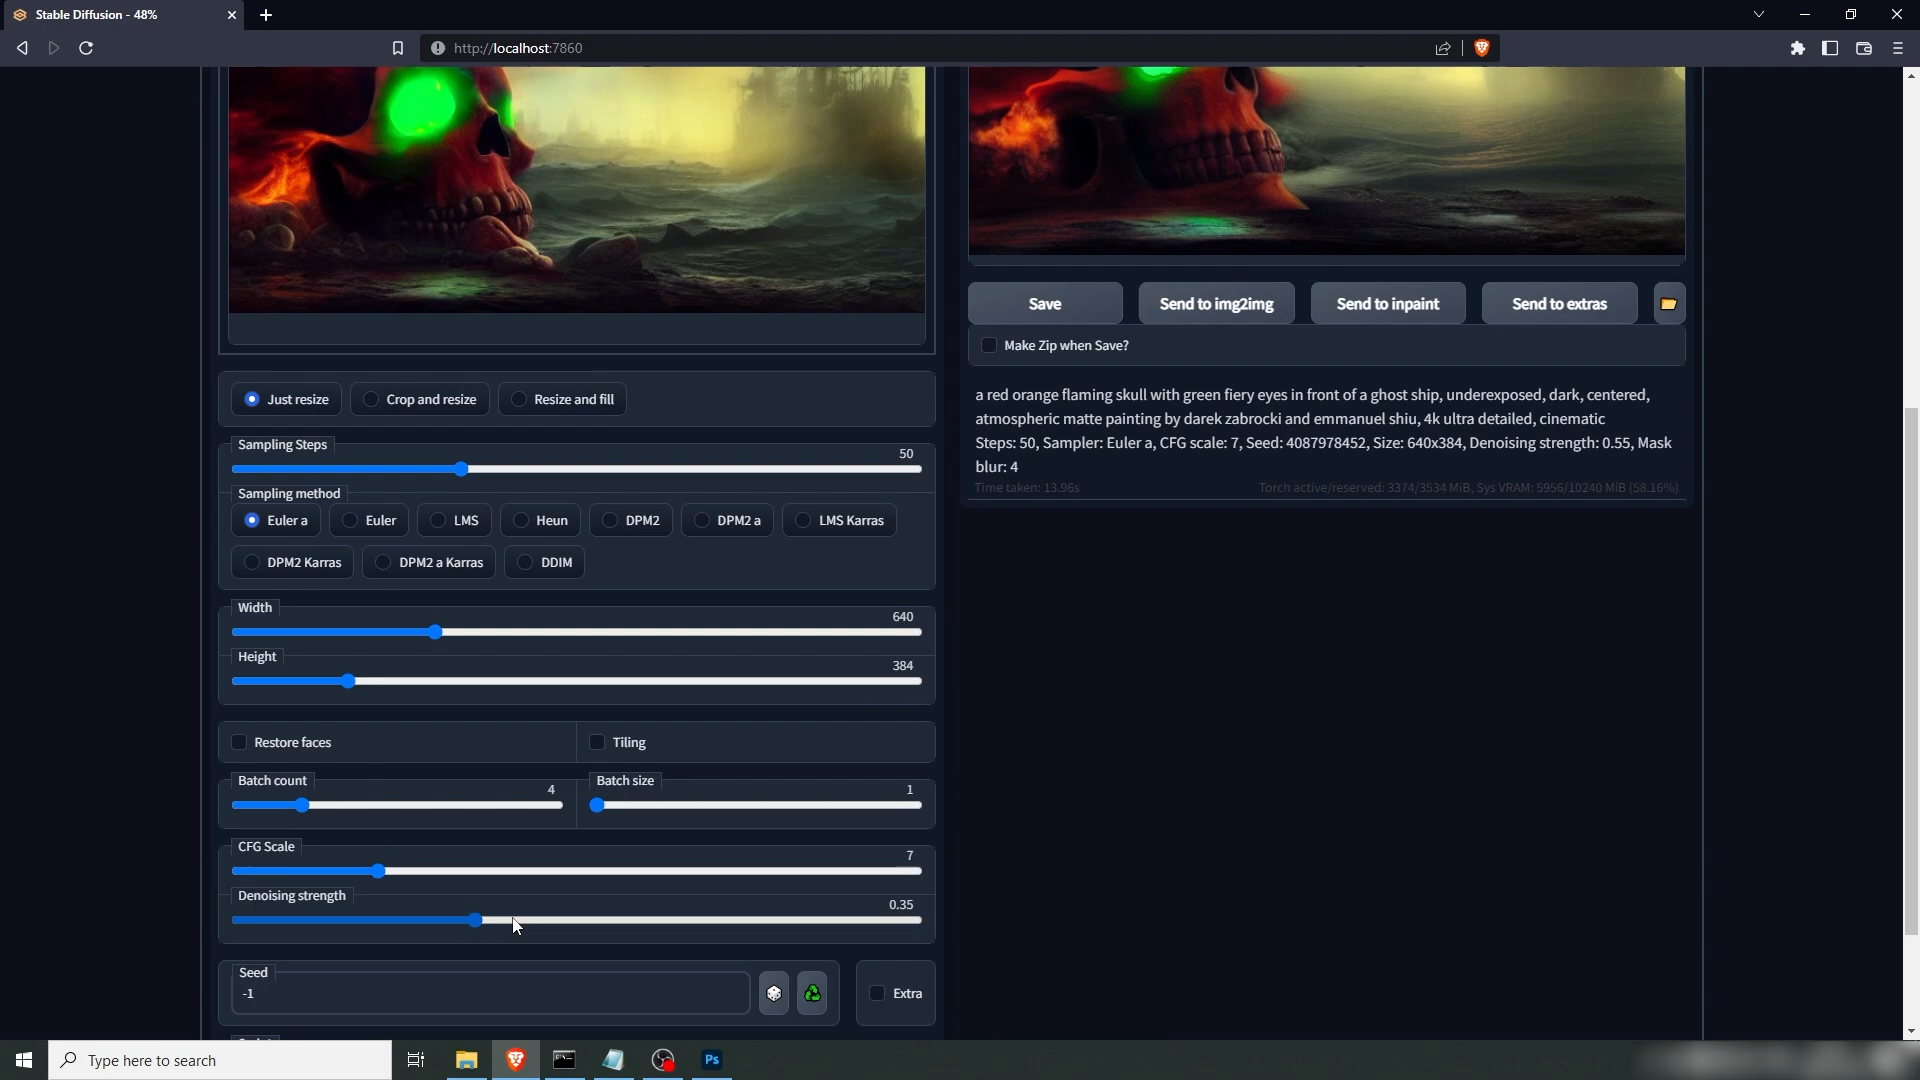 Stable Diffusion - 48%
http://localhost:7860
Just resize
Crop and resize
Resize and fill
Sampling Steps
50
Sampling method
Euler a
Euler
LMS
Heun
DPM2
DPM2 a
LMS Karras
DPM2 Karras
DPM2 a Karras
DDIM
Width
640
Height
384
Restore faces
Tiling
Batch count
4
Batch size
1
CFG Scale
7
Denoising strength
0.35
Seed
-1
Extra
Save
Send to img2img
Send to inpaint
Send to extras
Make Zip when Save?
a red orange flaming skull with green fiery eyes in front of a ghost ship, underexposed, dark, centered,
atmospheric matte painting by darek zabrocki and emmanuel shiu, 4k ultra detailed, cinematic
Steps: 50, Sampler: Euler a, CFG scale: 7, Seed: 4087978452, Size: 640x384, Denoising strength: 0.55, Mask
blur: 4
Time taken: 13.96s
Torch active/reserved: 3374/3534 MiB, Sys VRAM: 5956/10240 MiB (58.16%)
Type here to search
Ps